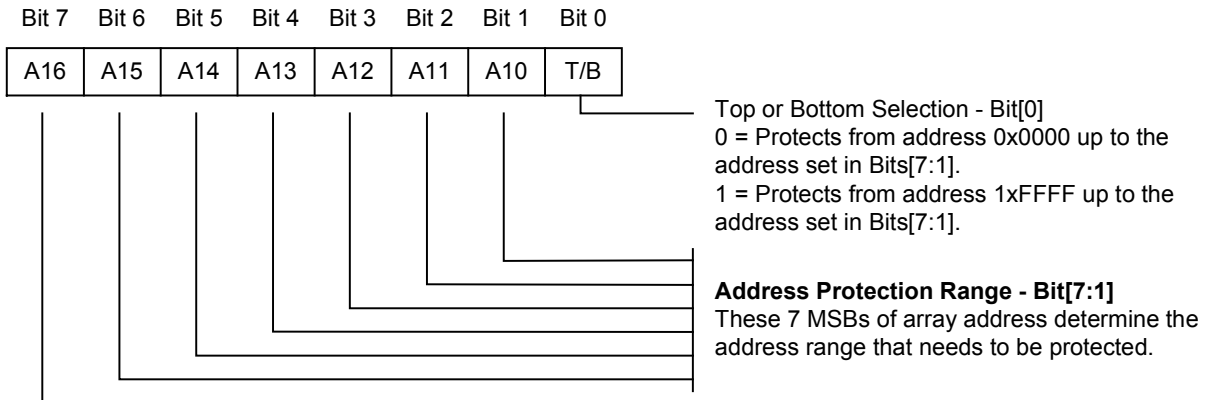 Bit 7 Bit 6 Bit 5 Bit 4 Bit 3 Bit 2 Bit 1 Bit 0
A16 A15 A14 A13 A12 A11 A10 T/B
Top or Bottom Selection - Bit[0]
0 = Protects from address 0x0000 up to the
address set in Bits[7:1].
1 = Protects from address 1xFFFF up to the
address set in Bits[7:1].
Address Protection Range - Bit[7:1]
These 7 MSBs of array address determine the
address range that needs to be protected.